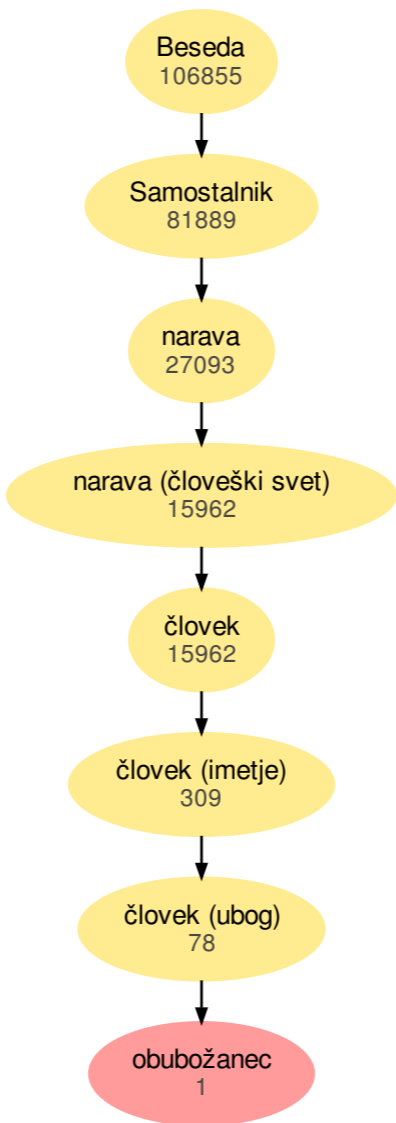 Beseda
106855
Samostalnik
81889
narava
27093
narava (človeški svet)
15962
človek
15962
človek (imetje)
309
človek (ubog)
78
obubožanec
1